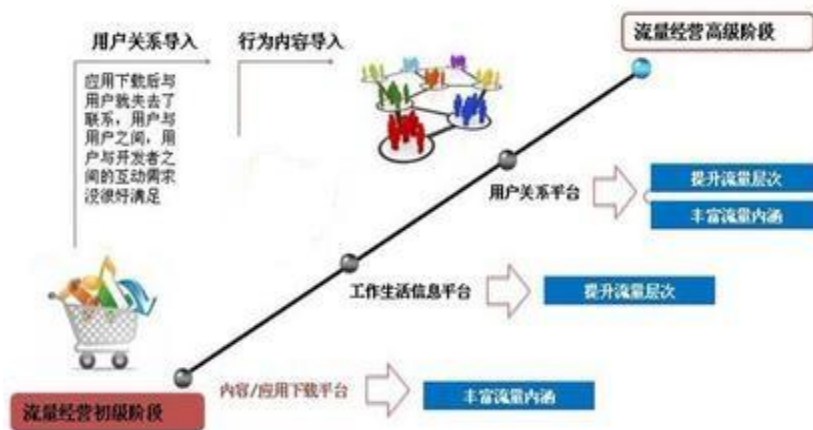 流量经营高级阶段
用户关系导入
行为内容导入
应用下载后与
用户就失去了
联系，用户与
用户之间，用
户与开发者之
间的互动需求
没很好满足
用户关系平台
提升流量层次
丰富流量内涵
工作生活信息平台
提升流量层次
内容/应用下载平台
丰富流量内涵
流量经营初级阶段